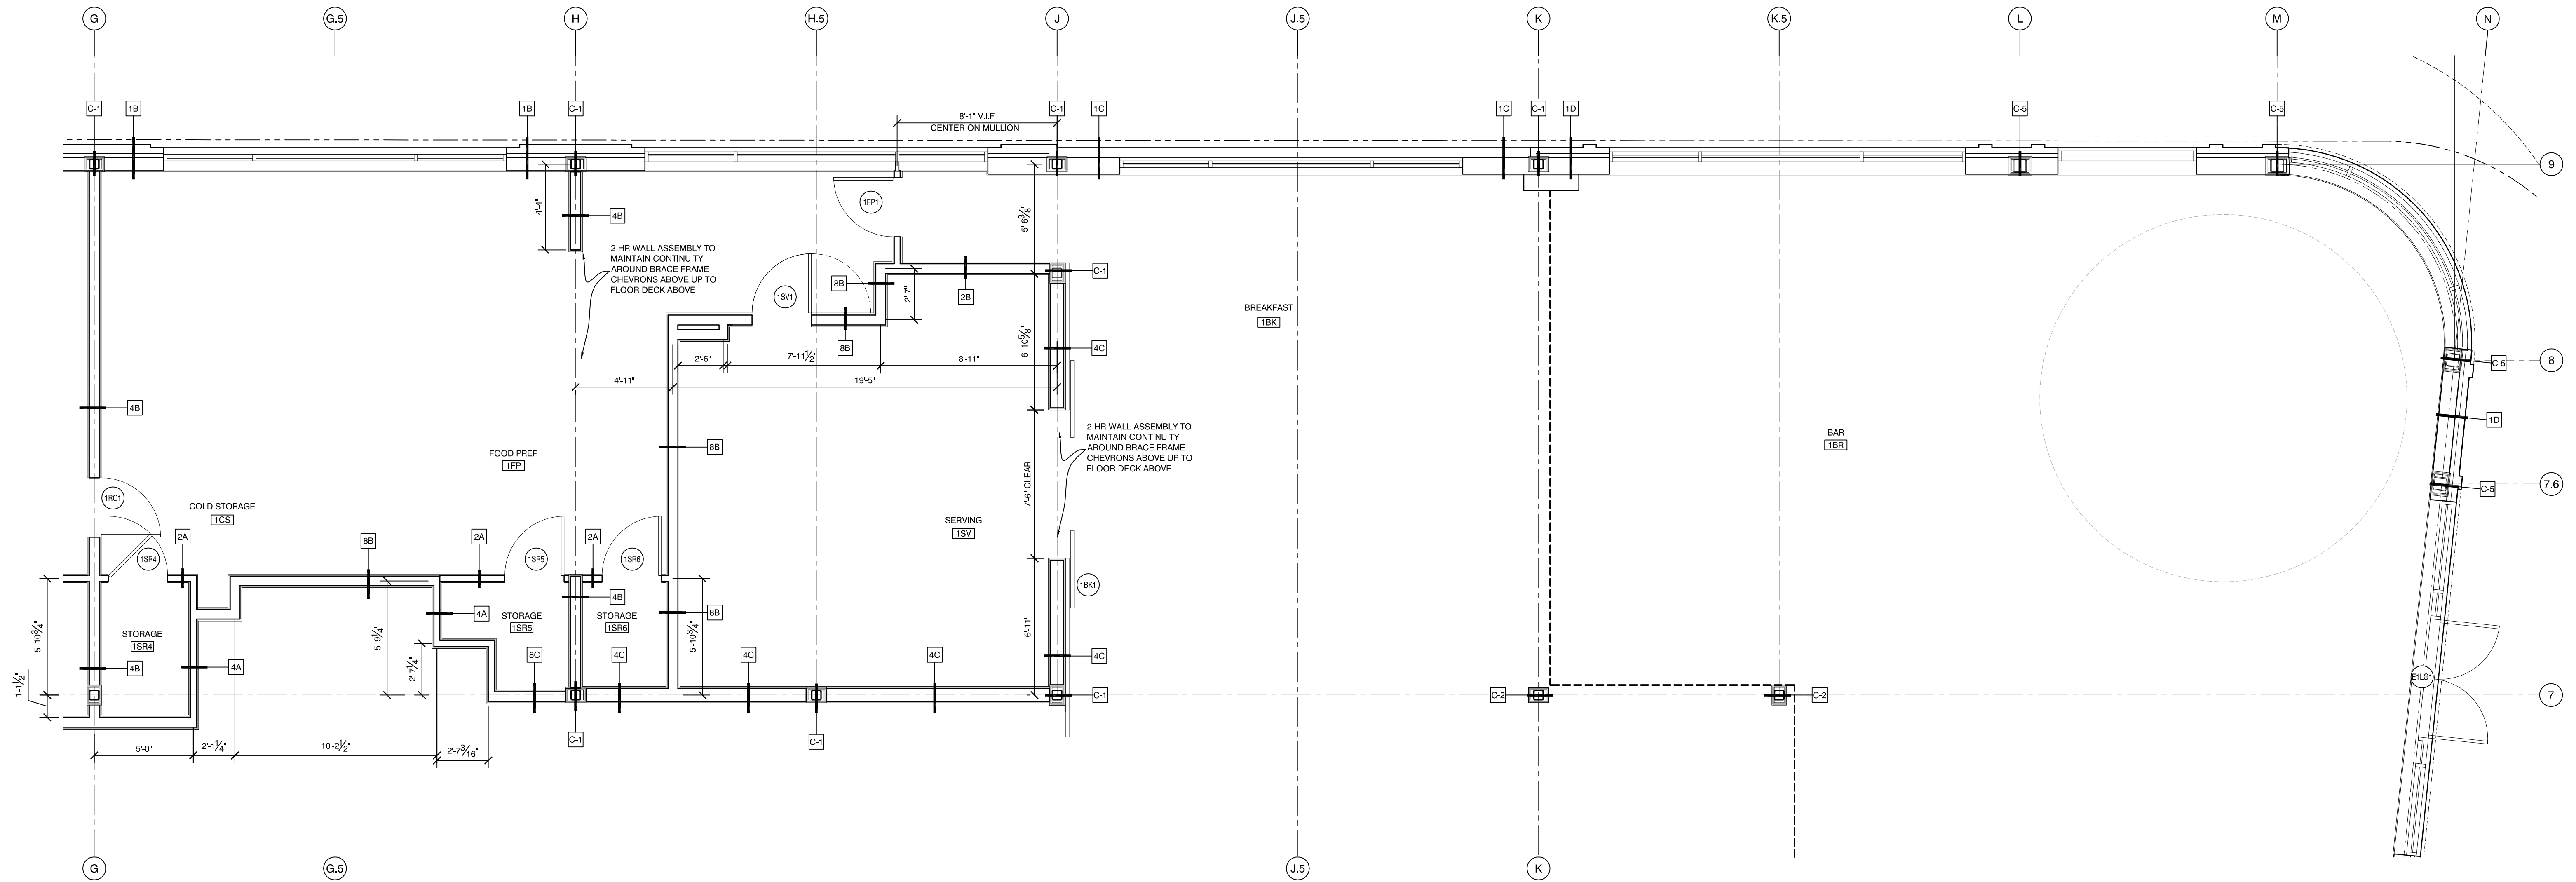 G G.5 H H.5 J J.5 K K.5 L M N
C-1 1B 1B C-1 C-1 1C 1C C-1 1D C-5 C-5
8'-1" V.I.F
CENTER ON MULLION
9
4'-4"
4B
1FP1
5'-6 3/8"
2 HR WALL ASSEMBLY TO
MAINTAIN CONTINUITY
AROUND BRACE FRAME
CHEVRONS ABOVE UP TO
FLOOR DECK ABOVE
8B
1SV1
2'-7"
2B
C-1
8B
6'-10 5/8"
4C
BREAKFAST
1BK
2'-6"
7'-11 1/2"
8'-11"
4'-11"
19'-5"
8
C-5
4B
1D
2 HR WALL ASSEMBLY TO
MAINTAIN CONTINUITY
AROUND BRACE FRAME
CHEVRONS ABOVE UP TO
FLOOR DECK ABOVE
BAR
1BR
8B
FOOD PREP
1FP
7'-6" CLEAR
7.6
C-5
1RC1
COLD STORAGE
1CS
SERVING
1SV
2A
8B
2A
2A
1SR4
1SR5
1SR6
1BK1
4B
4A
8B
STORAGE
1SR5
STORAGE
1SR6
STORAGE
1SR4
5'-10 3/4"
5'-9 1/4"
2'-7 1/4"
5'-10 3/4"
6'-11"
1'-1 1/2"
4B
4A
8C
4C
4C
4C
4C
E1LG1
C-1
C-2
C-2
7
C-1
C-1
5'-0"
2'-1 1/4"
10'-2 1/2"
2'-7 3/16"
G G.5 J.5 K